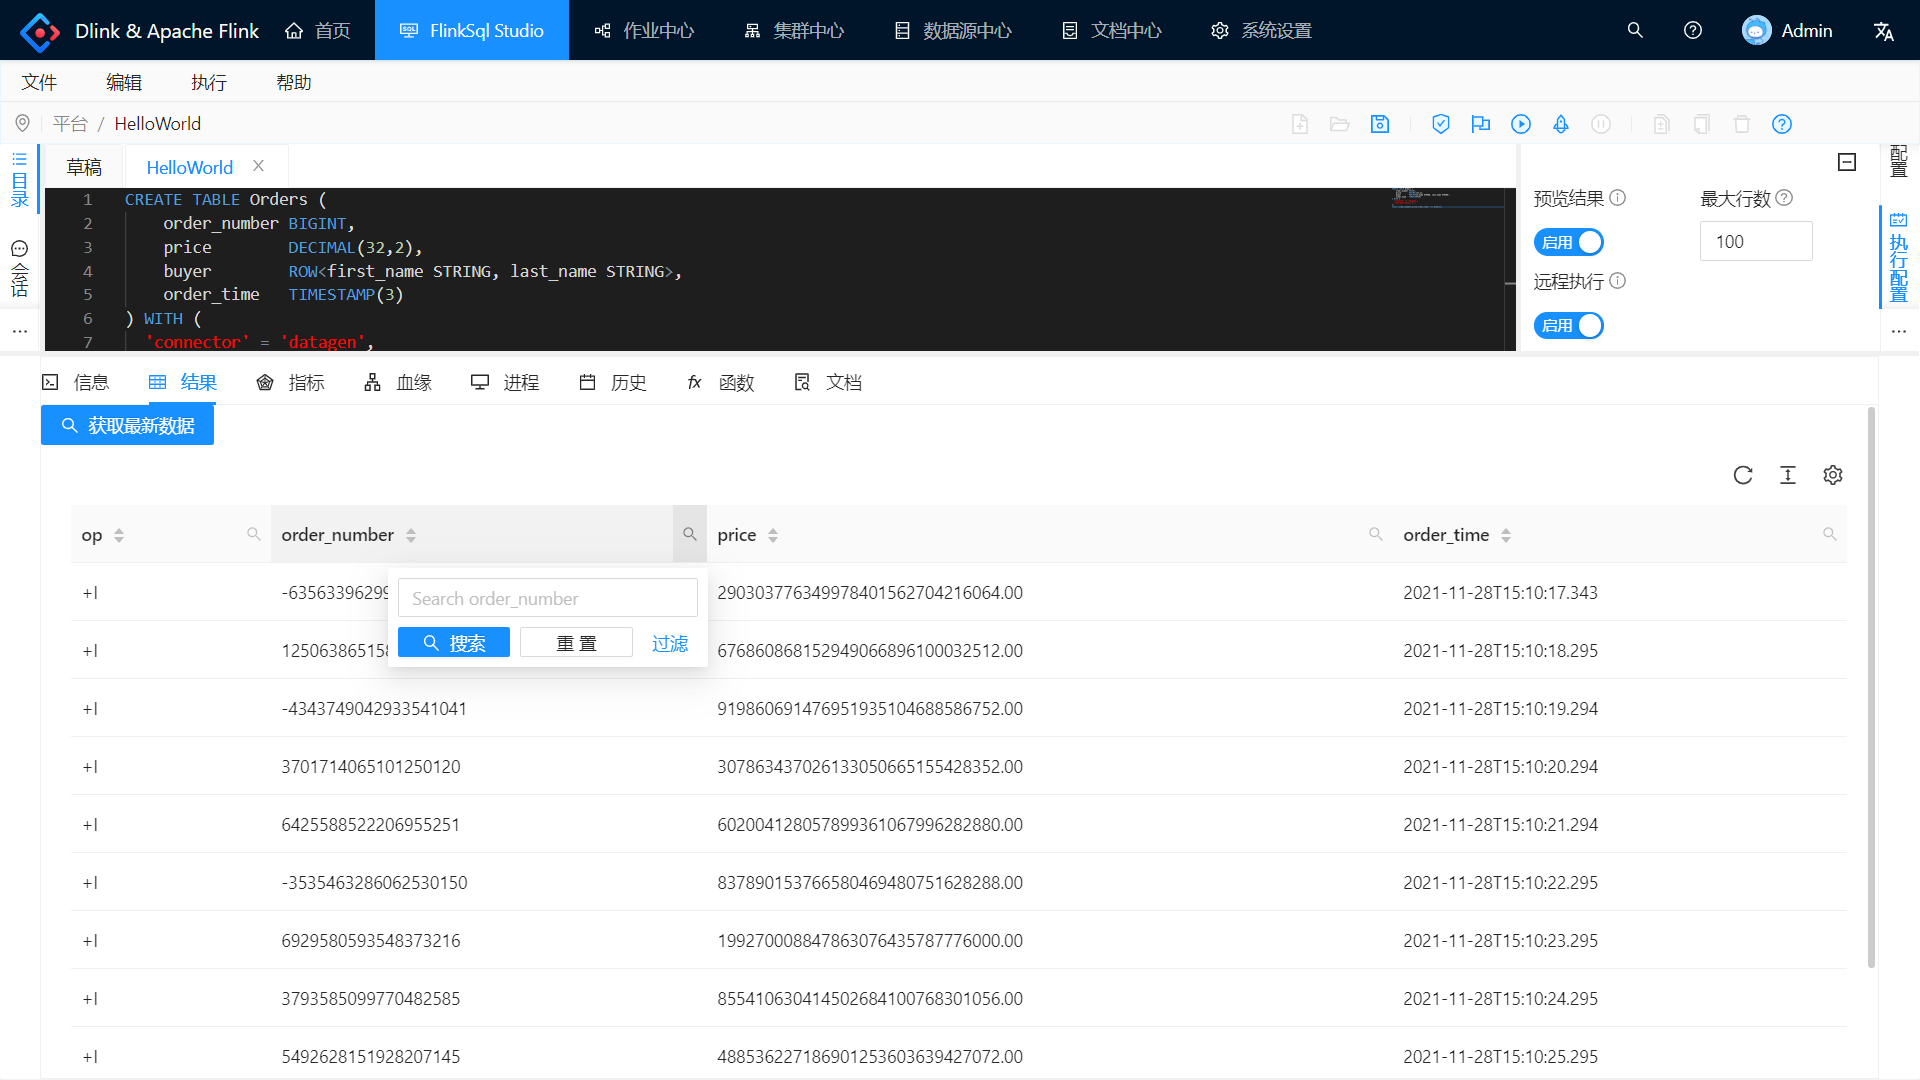 Dlink & Apache Flink 首页 FlinkSql Studio 作业中心 集群中心 数据源中心 文档中心 系统设置 Admin
文件 编辑 执行 帮助
平台 / HelloWorld
目录
会话
...
草稿 HelloWorld
1 CREATE TABLE Orders (
2 order_number BIGINT,
3 price DECIMAL(32,2),
4 buyer ROW<first_name STRING, last_name STRING>,
5 order_time TIMESTAMP(3)
6 ) WITH (
7 'connector' = 'datagen',
预览结果 最大行数
启用 100
远程执行
启用
配置
执行配置
...
信息 结果 指标 血缘 进程 历史 fx 函数 文档
获取最新数据
op order_number price order_time
+I -63563396299 29030377634997840156270421606​4.00 2021-11-28T15:10:17.343
Search order_number
搜索 重 置 过滤
+I 12506386515 67686086815294906689610003251​2.00 2021-11-28T15:10:18.295
+I -4343749042933541041 919860691476951935104688586752.00 2021-11-28T15:10:19.294
+I 3701714065101250120 307863437026133050665155428352.00 2021-11-28T15:10:20.294
+I 6425588522206955251 602004128057899361067996282880.00 2021-11-28T15:10:21.294
+I -3535463286062530150 837890153766580469480751628288.00 2021-11-28T15:10:22.295
+I 6929580593548373216 199270008847863076435787776000.00 2021-11-28T15:10:23.295
+I 3793585099770482585 855410630414502684100768301056.00 2021-11-28T15:10:24.295
+I 5492628151928207145 488536227186901253603639427072.00 2021-11-28T15:10:25.295